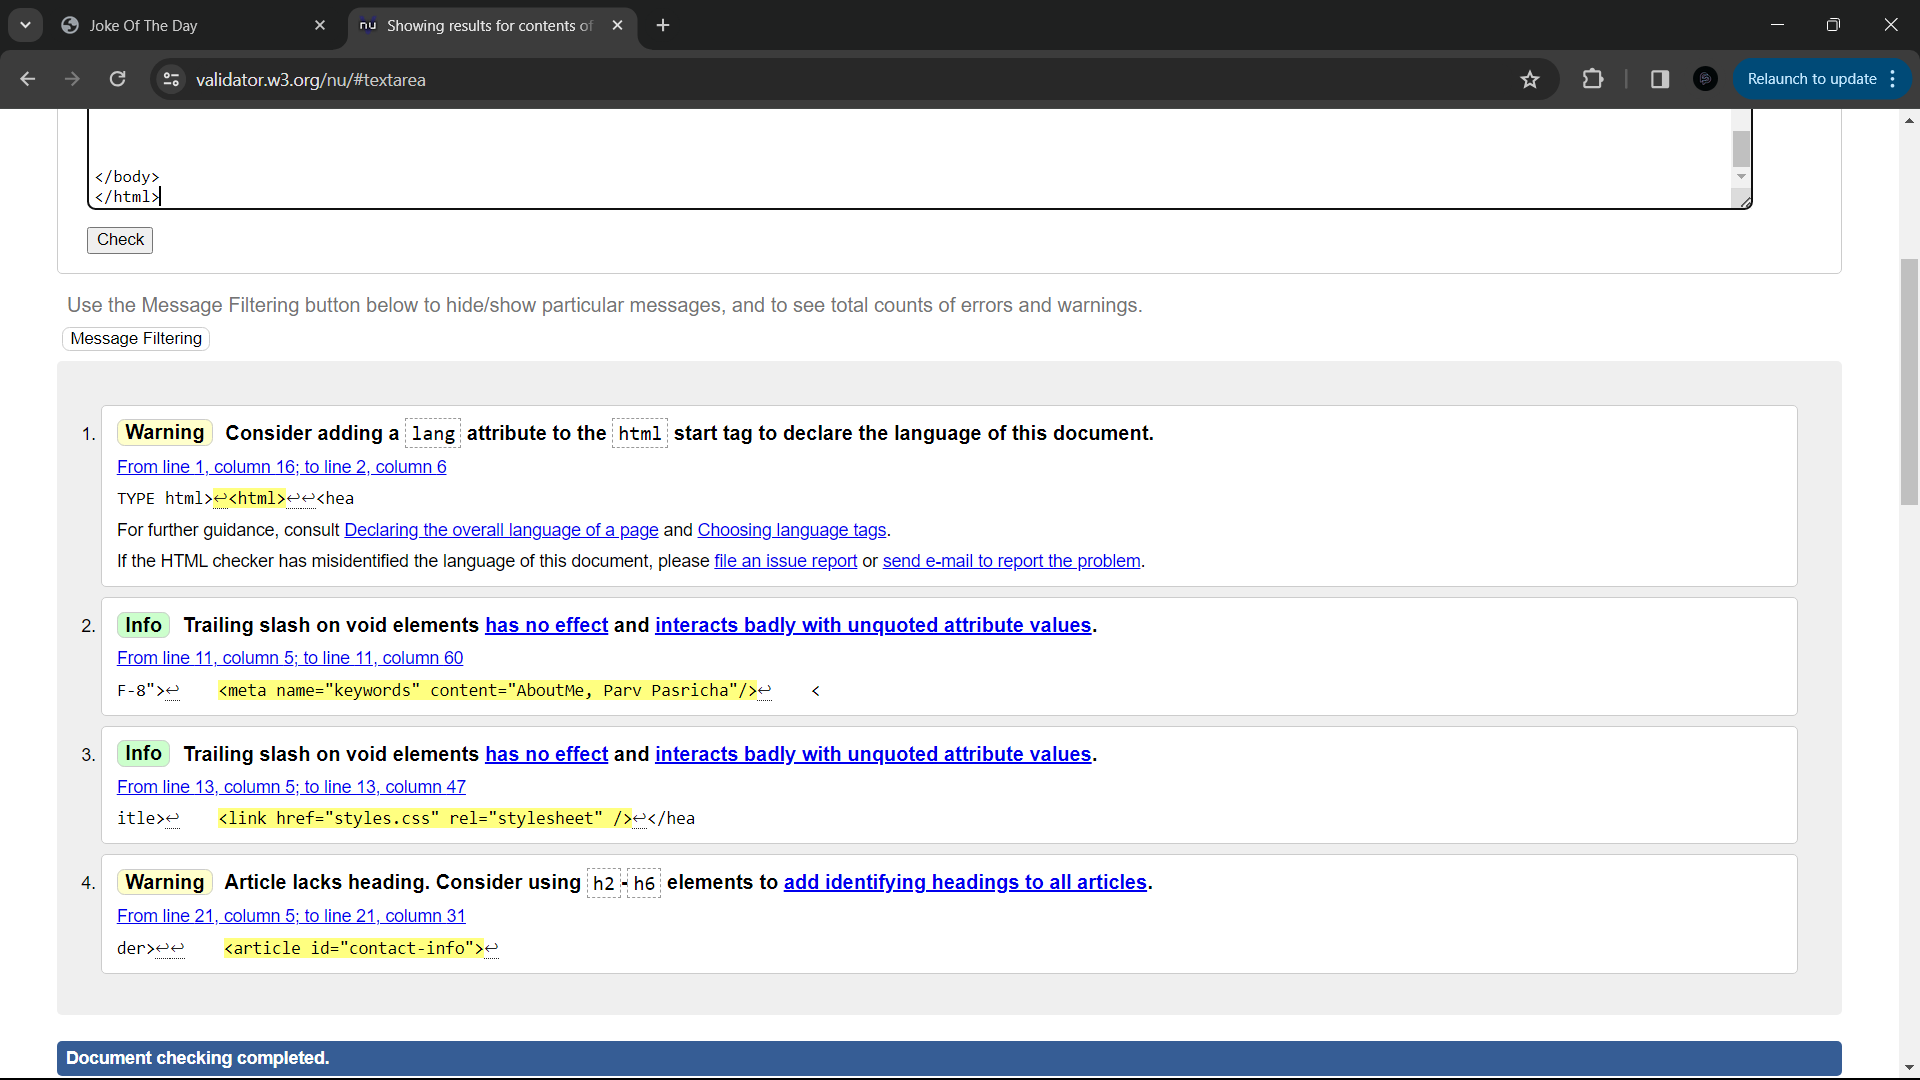 Joke Of The Day
nu Showing results for contents of
validator.w3.org/nu/#textarea
Relaunch to update
</body>
</html>
Check
Use the Message Filtering button below to hide/show particular messages, and to see total counts of errors and warnings.
Message Filtering
1. Warning Consider adding a lang attribute to the html start tag to declare the language of this document.
From line 1, column 16; to line 2, column 6
TYPE html>↩<html>↩↩<hea
For further guidance, consult Declaring the overall language of a page and Choosing language tags.
If the HTML checker has misidentified the language of this document, please file an issue report or send e-mail to report the problem.
2. Info Trailing slash on void elements has no effect and interacts badly with unquoted attribute values.
From line 11, column 5; to line 11, column 60
F-8">↩    <meta name="keywords" content="AboutMe, Parv Pasricha"/>↩    <
3. Info Trailing slash on void elements has no effect and interacts badly with unquoted attribute values.
From line 13, column 5; to line 13, column 47
itle>↩    <link href="styles.css" rel="stylesheet" />↩</hea
4. Warning Article lacks heading. Consider using h2-h6 elements to add identifying headings to all articles.
From line 21, column 5; to line 21, column 31
der>↩↩    <article id="contact-info">↩
Document checking completed.